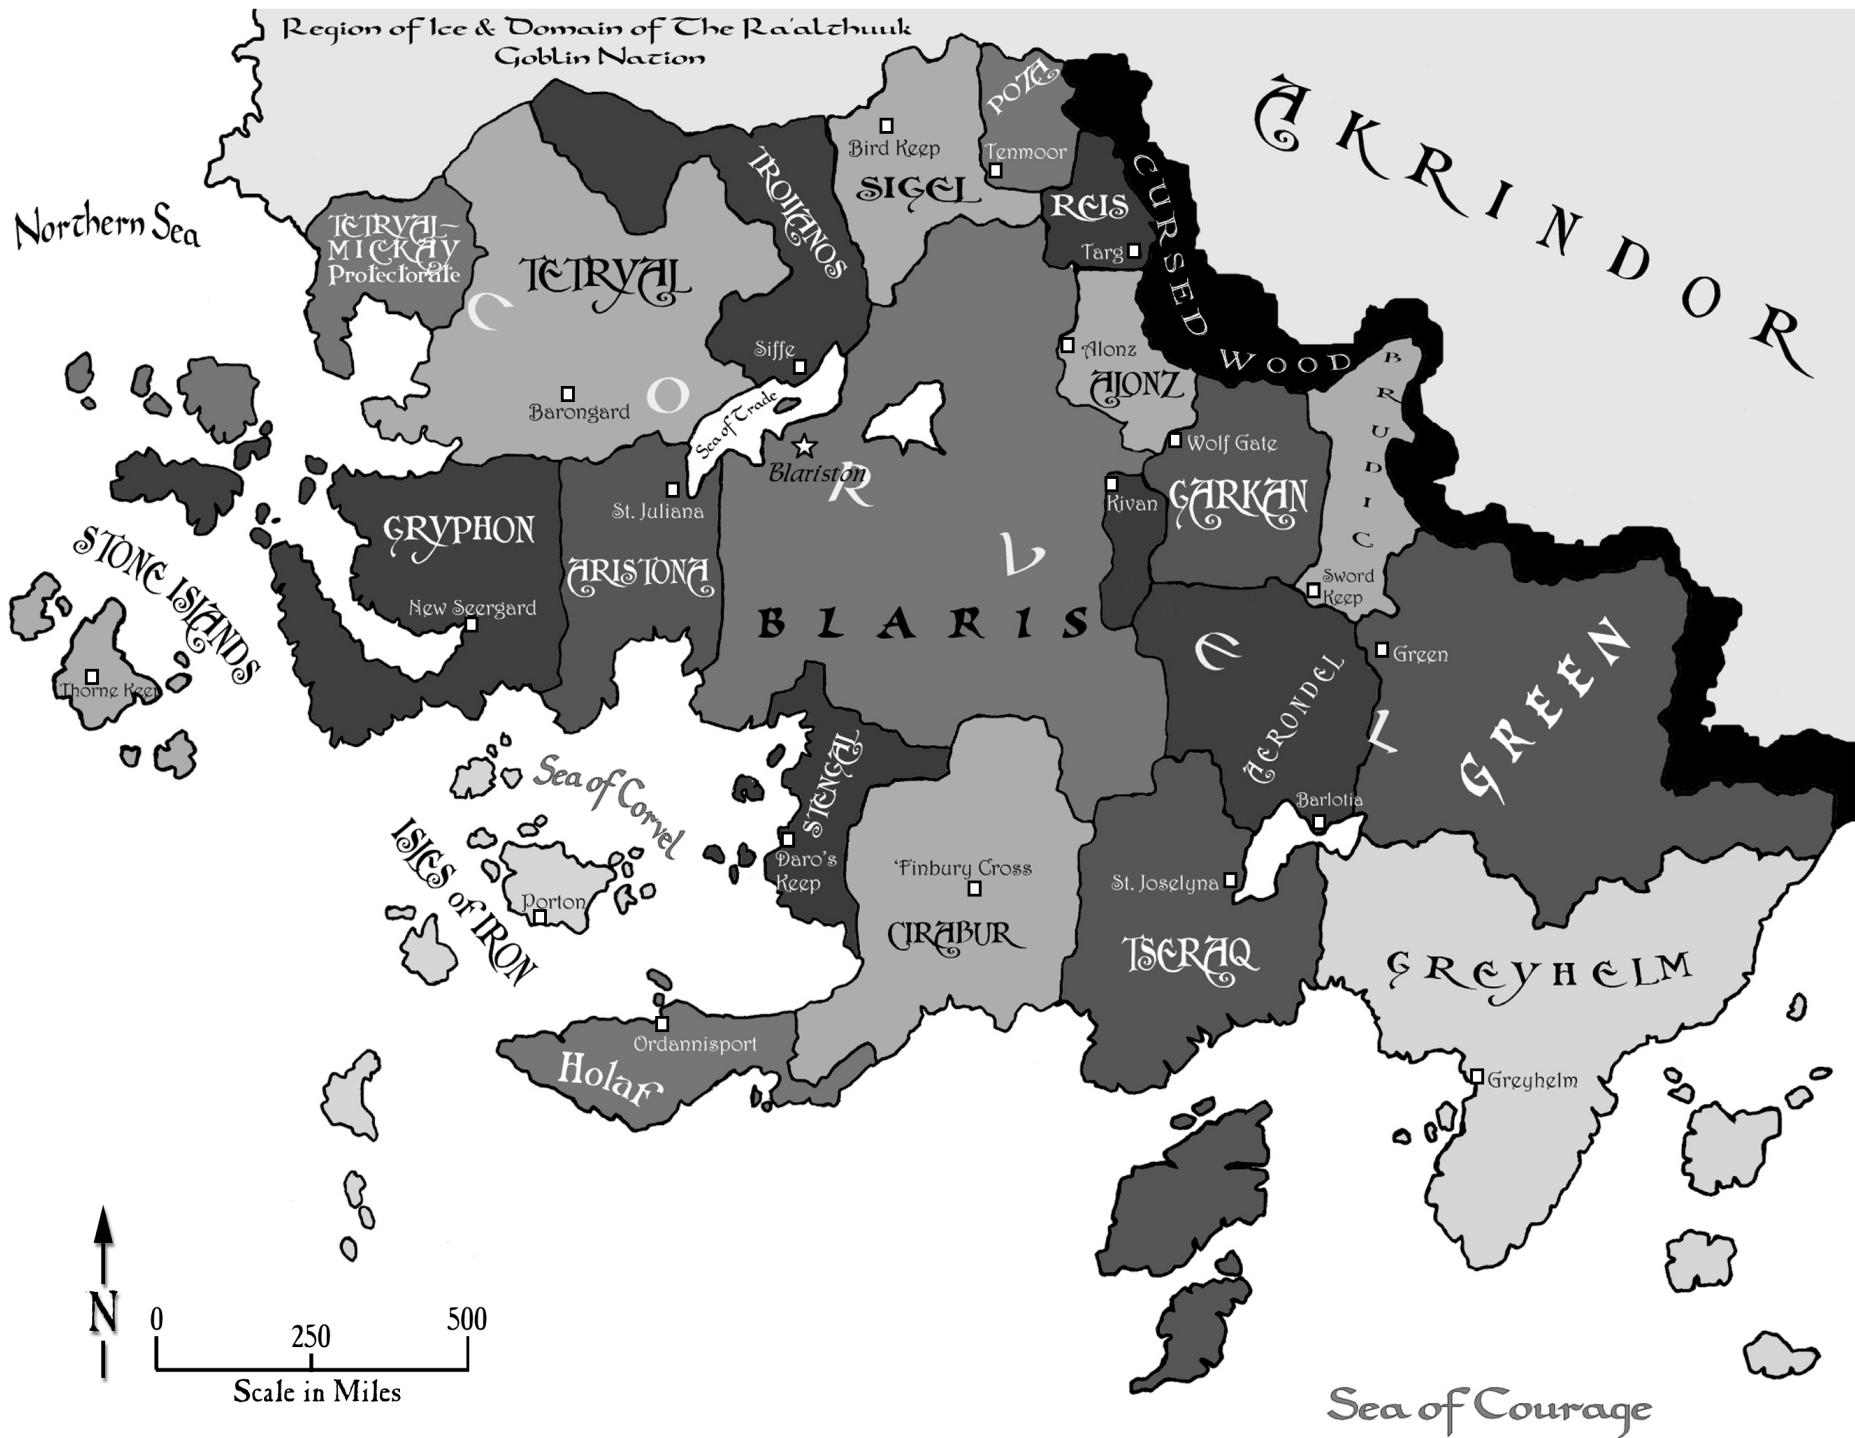 Region of Ice & Domain of The Ra'althuuk
Goblin Nation
AKRINDOR
POTA
Tenmoor
Bird Keep
SIGEL
TROIIANOS
REIS
Targ
CURSED WOOD
Northern Sea
TETRYAL-
MICKAY
Protectorate
TETRYAL
CORVEL
Siffe
Barongard
Sea of Trade
Blariston
Alonz
ALONZ
BRUDIC
Wolf Gate
GARKAN
Kivan
St. Juliana
GRYPHON
ARISTONA
New Seergard
STONE ISLANDS
Thorne Keep
BLARIS
Sword
Keep
Green
GREEN
AERONDEL
Barlotia
STENGAL
Daro's
Keep
Sea of Corvel
ISLES of IRON
Porton
'Finbury Cross
CIRABUR
St. Joselyna
TSERAQ
GREYHELM
Ordannisport
Holaf
Greyhelm
N
0 250 500
Scale in Miles
Sea of Courage